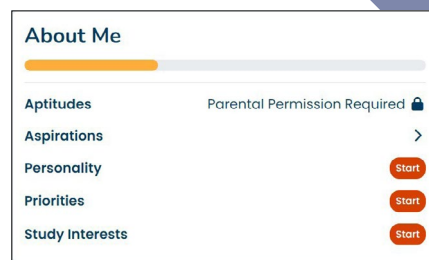 About Me
Aptitudes Parental Permission Required
Aspirations
Personality Start
Priorities Start
Study Interests Start